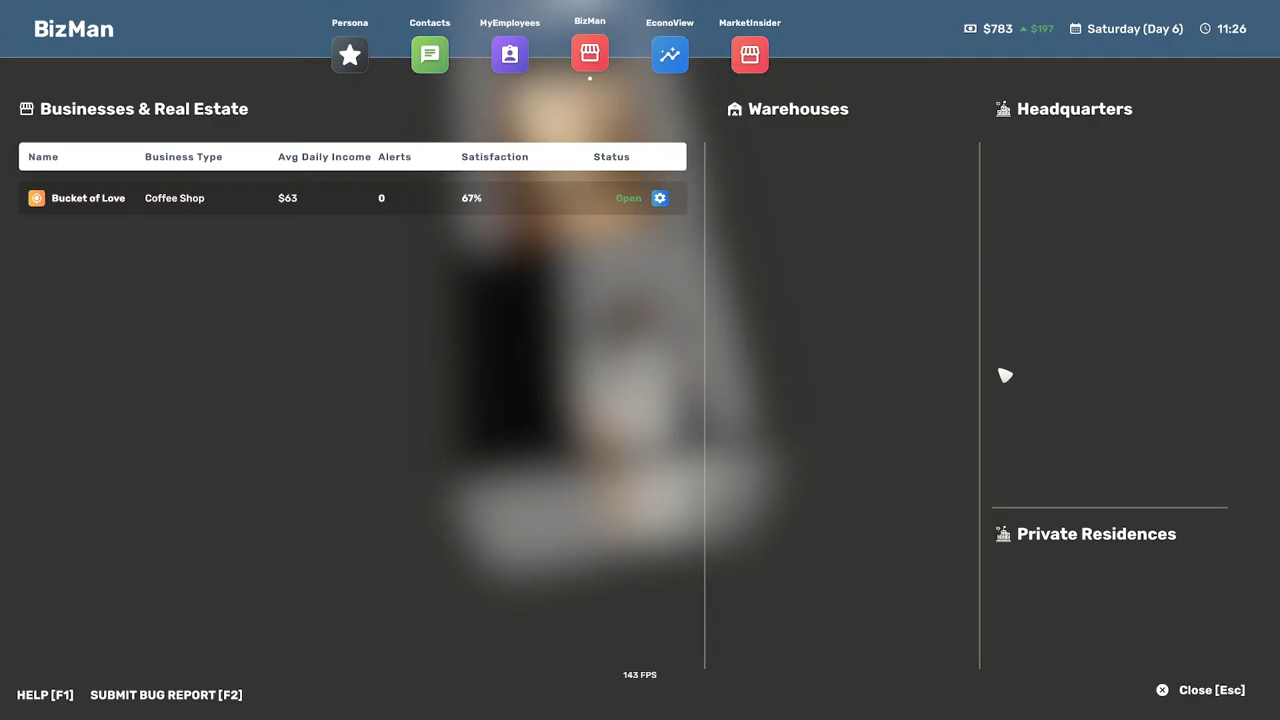 BizMan
Persona
Contacts
MyEmployees
BizMan
EconoView
MarketInsider
$783 $197
Saturday (Day 6)
11:26
Businesses & Real Estate
Name Business Type Avg Daily Income Alerts Satisfaction Status
Bucket of Love Coffee Shop $63 0 67% Open
Warehouses
Headquarters
Private Residences
143 FPS
HELP [F1] SUBMIT BUG REPORT [F2]
Close [Esc]